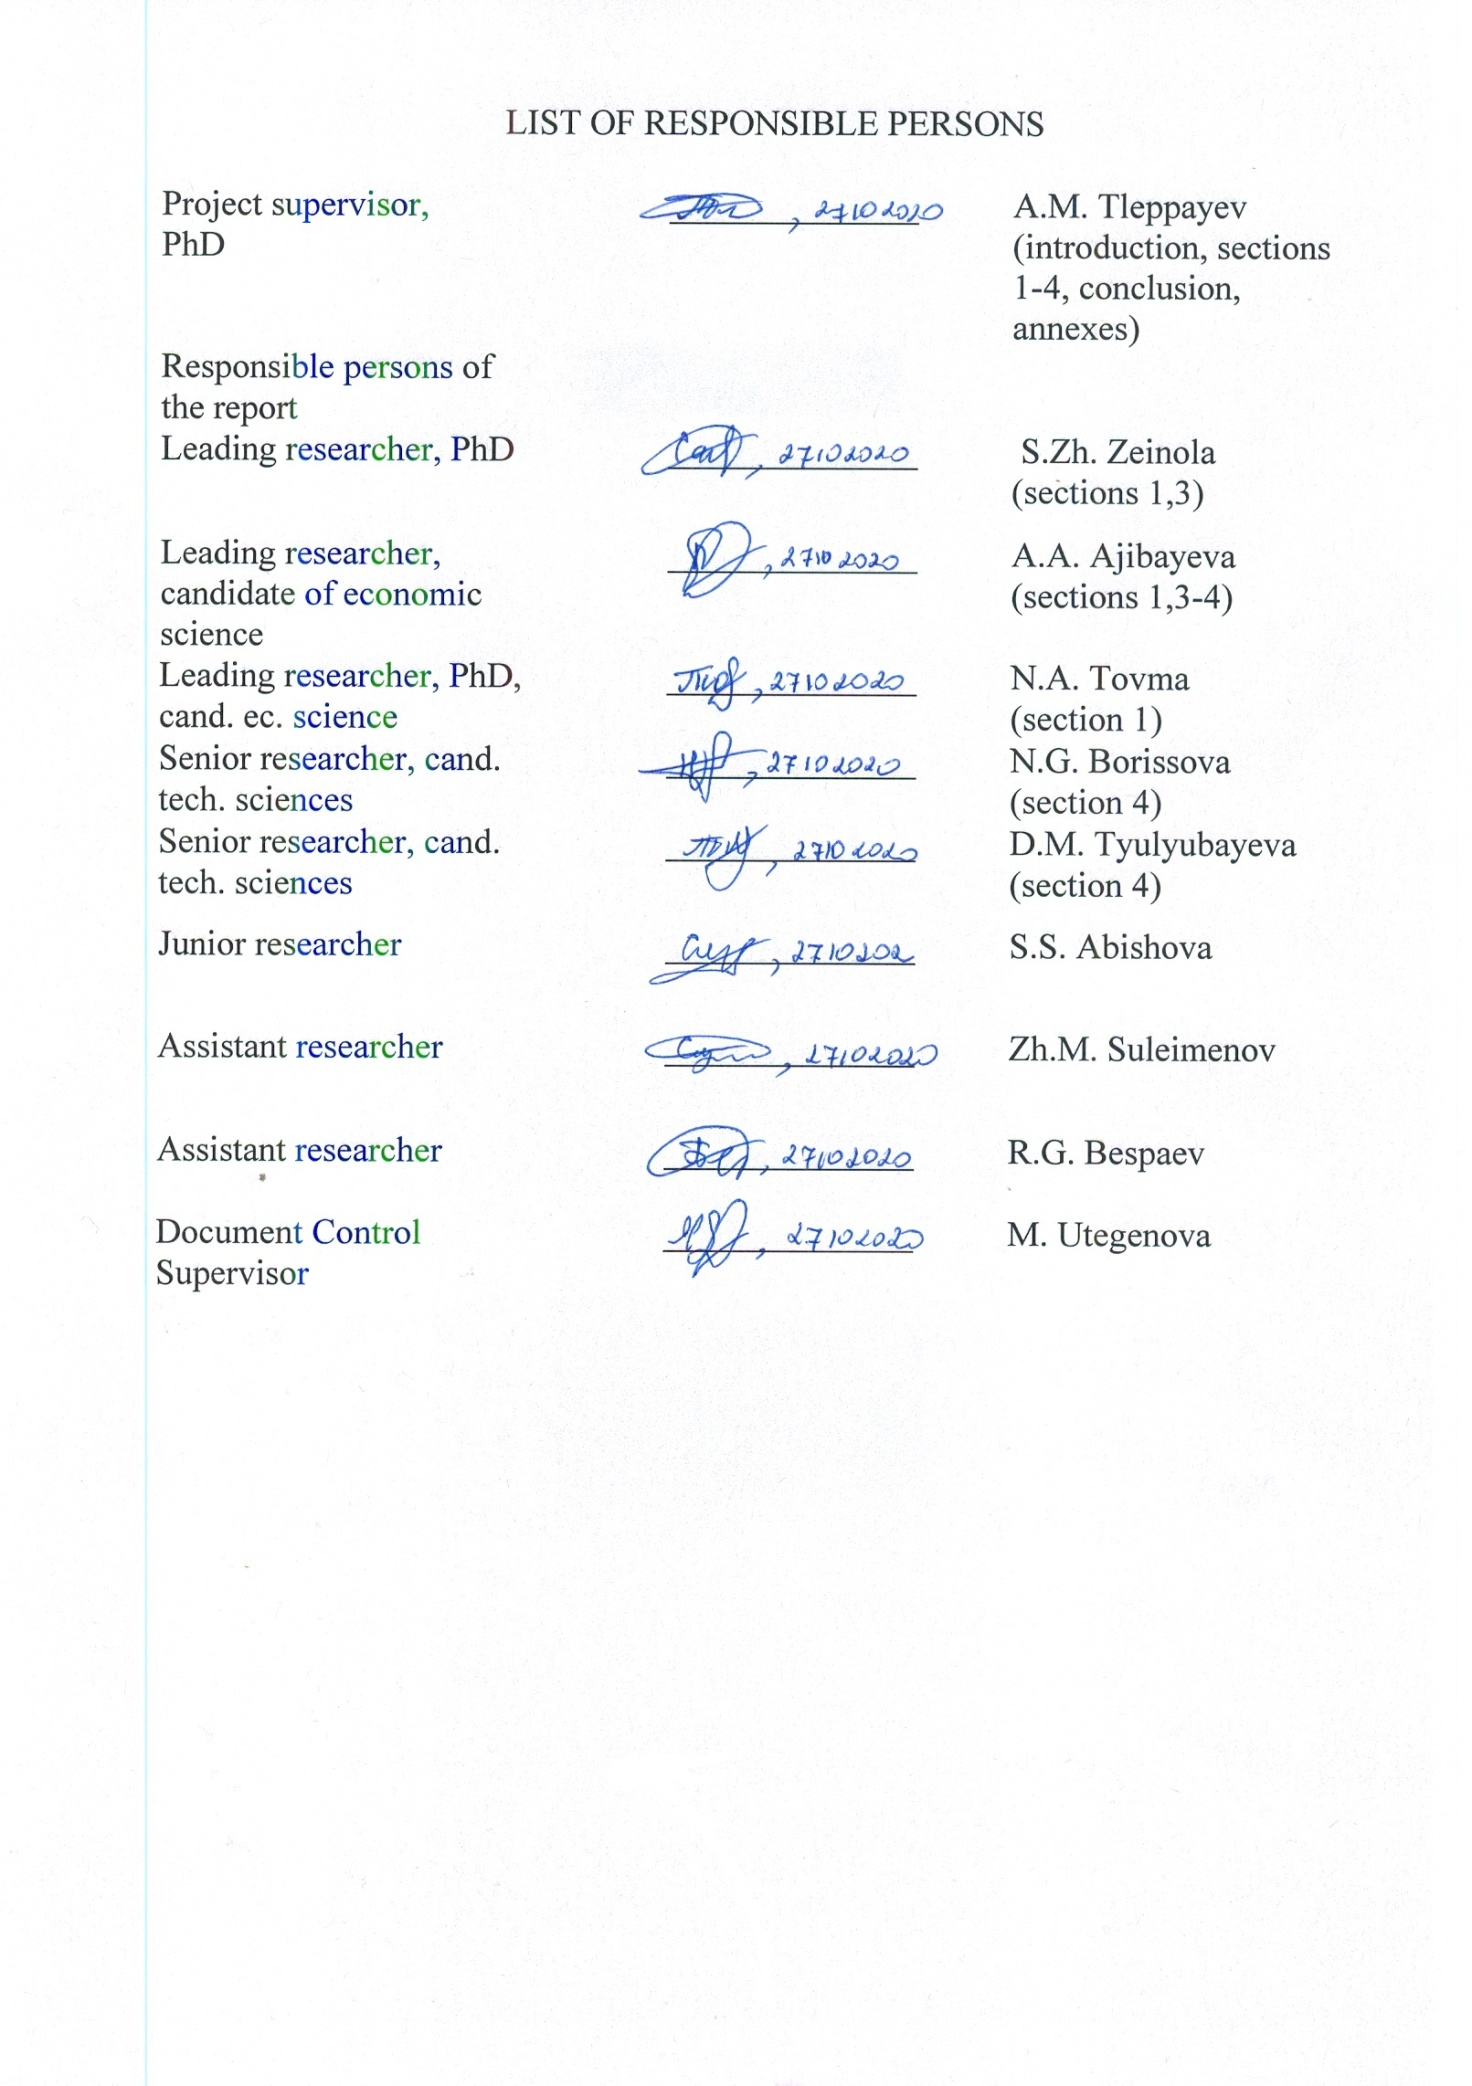 LIST OF RESPONSIBLE PERSONS
Project supervisor,
PhD
, 27102020
A.M. Tleppayev
(introduction, sections
1-4, conclusion,
annexes)
Responsible persons of
the report
Leading researcher, PhD
, 27102020
S.Zh. Zeinola
(sections 1,3)
Leading researcher,
candidate of economic
science
, 27102020
A.A. Ajibayeva
(sections 1,3-4)
Leading researcher, PhD,
cand. ec. science
, 27102020
N.A. Tovma
(section 1)
Senior researcher, cand.
tech. sciences
, 27102020
N.G. Borissova
(section 4)
Senior researcher, cand.
tech. sciences
, 27102020
D.M. Tyulyubayeva
(section 4)
Junior researcher
, 2710202
S.S. Abishova
Assistant researcher
, 27102020
Zh.M. Suleimenov
Assistant researcher
, 27102020
R.G. Bespaev
Document Control
Supervisor
, 27102020
M. Utegenova